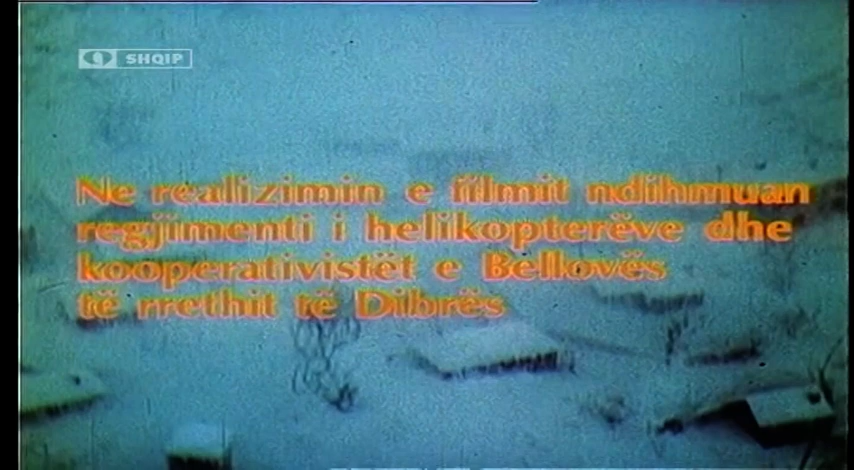 SHQIP
Ne realizimin e filmit ndihmuan
regjimenti i helikopterëve dhe
kooperativistët e Bellovës
të rrethit të Dibrës